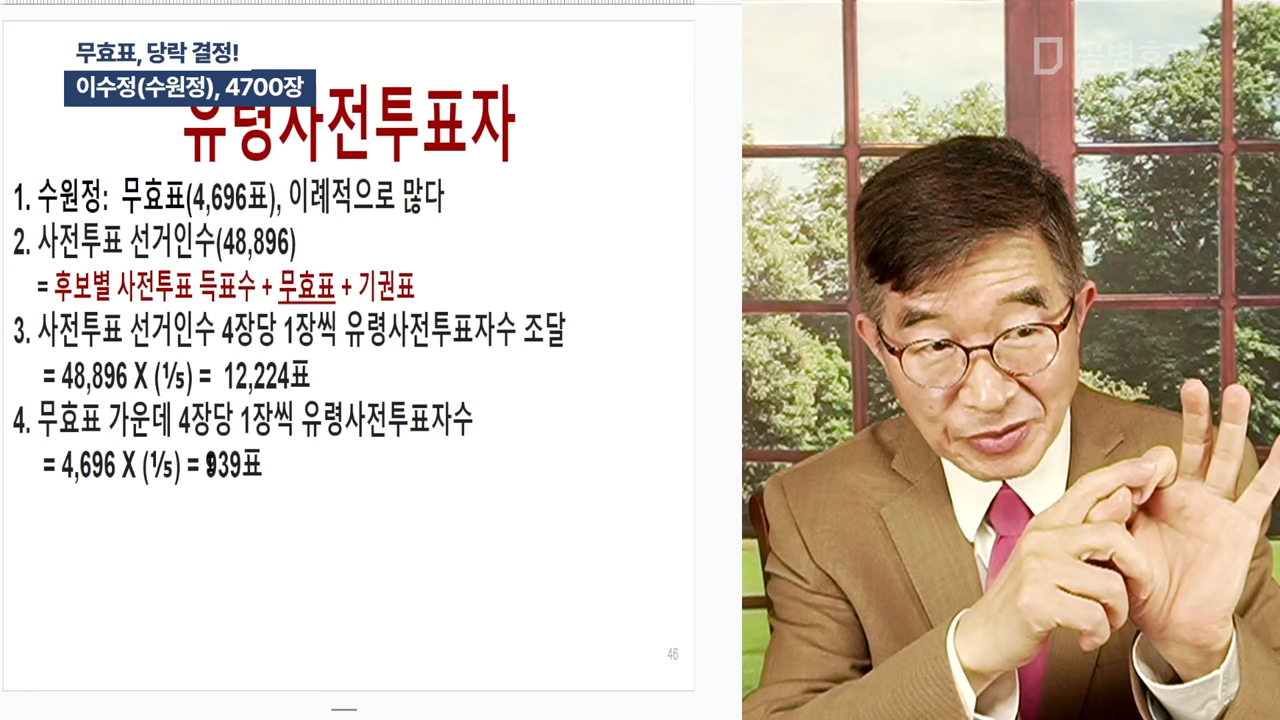 무효표, 당락 결정!
이수정(수원정), 4700장
유령사전투표자
1. 수원정: 무효표(4,696표), 이례적으로 많다
2. 사전투표 선거인수(48,896)
= 후보별 사전투표 득표수 + 무효표 + 기권표
3. 사전투표 선거인수 4장당 1장씩 유령사전투표자수 조달
= 48,896 X (⅕) = 12,224표
4. 무효표 가운데 4장당 1장씩 유령사전투표자수
= 4,696 X (⅕) = 939표
46
공병호